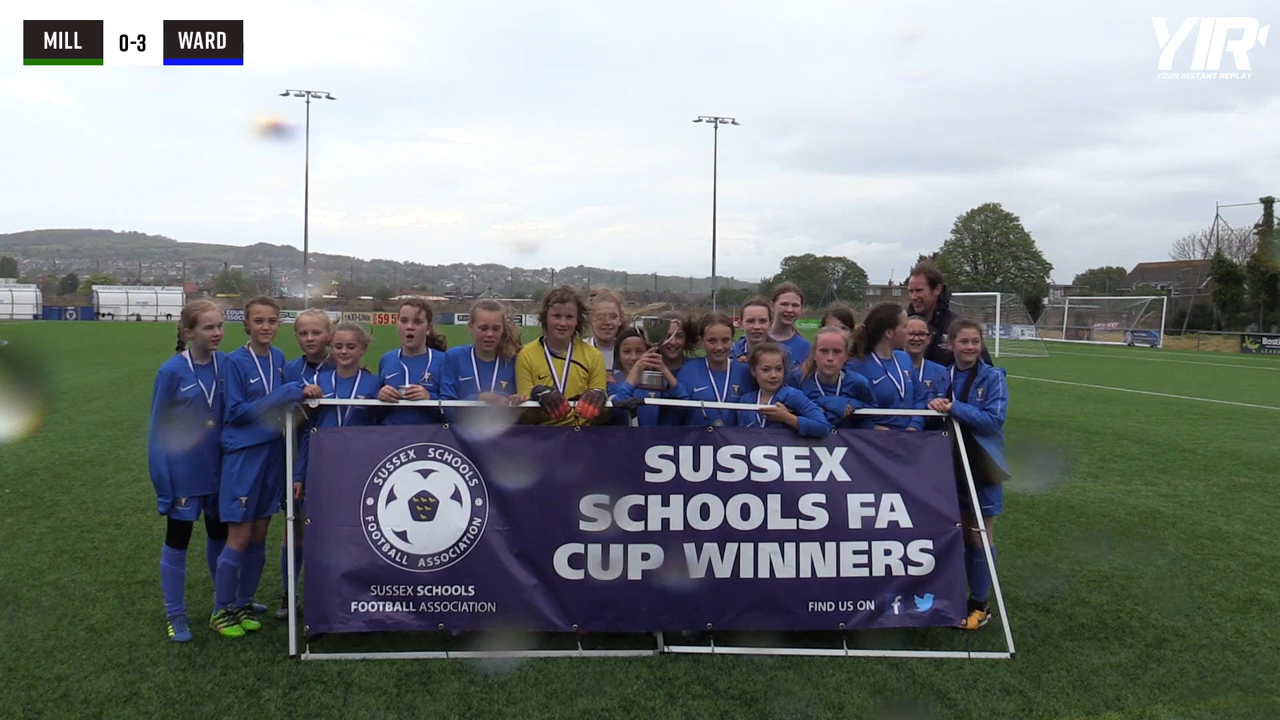 MILL 0-3 WARD
YIR
YOUR INSTANT REPLAY
SUSSEX SCHOOLS
FOOTBALL ASSOCIATION
SUSSEX SCHOOLS
FOOTBALL ASSOCIATION
SUSSEX
SCHOOLS FA
CUP WINNERS
FIND US ON